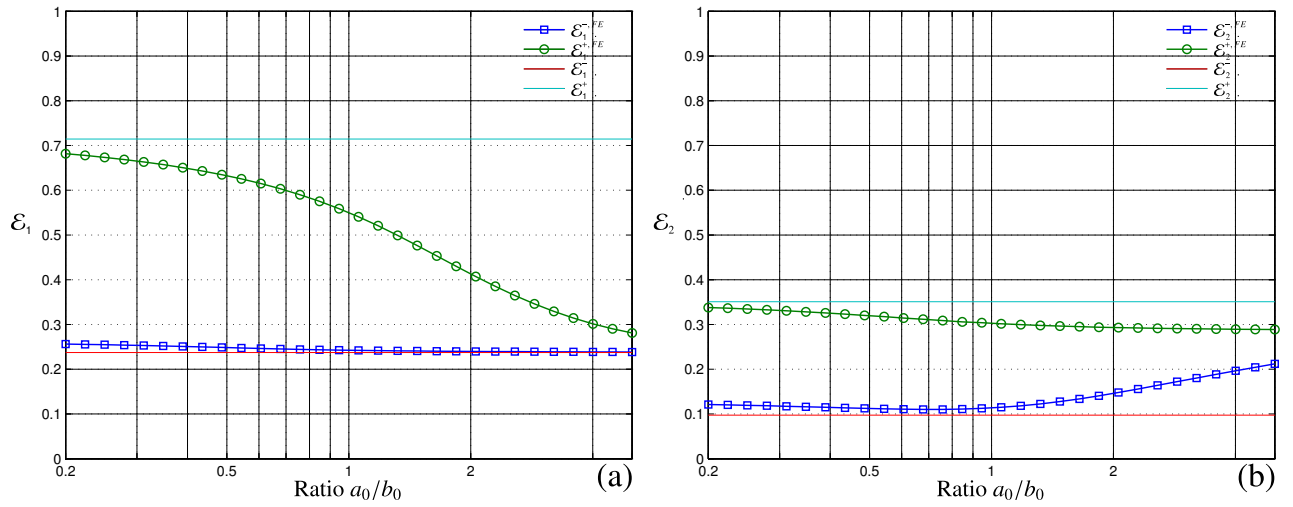 1
0.9
0.8
0.7
0.6
0.5
0.4
0.3
0.2
0.1
0
ℰ₁
0.2
0.5
1
2
Ratio a₀/b₀
(a)
ℰ₁⁻,FE
ℰ₁⁺,FE
ℰ₁⁻
ℰ₁⁺
1
0.9
0.8
0.7
0.6
0.5
0.4
0.3
0.2
0.1
0
ℰ₂
0.2
0.5
1
2
Ratio a₀/b₀
(b)
ℰ₂⁻,FE
ℰ₂⁺,FE
ℰ₂⁻
ℰ₂⁺